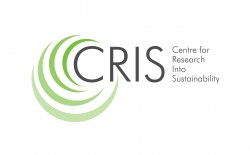 CRIS
Centre for
Research
Into
Sustainability